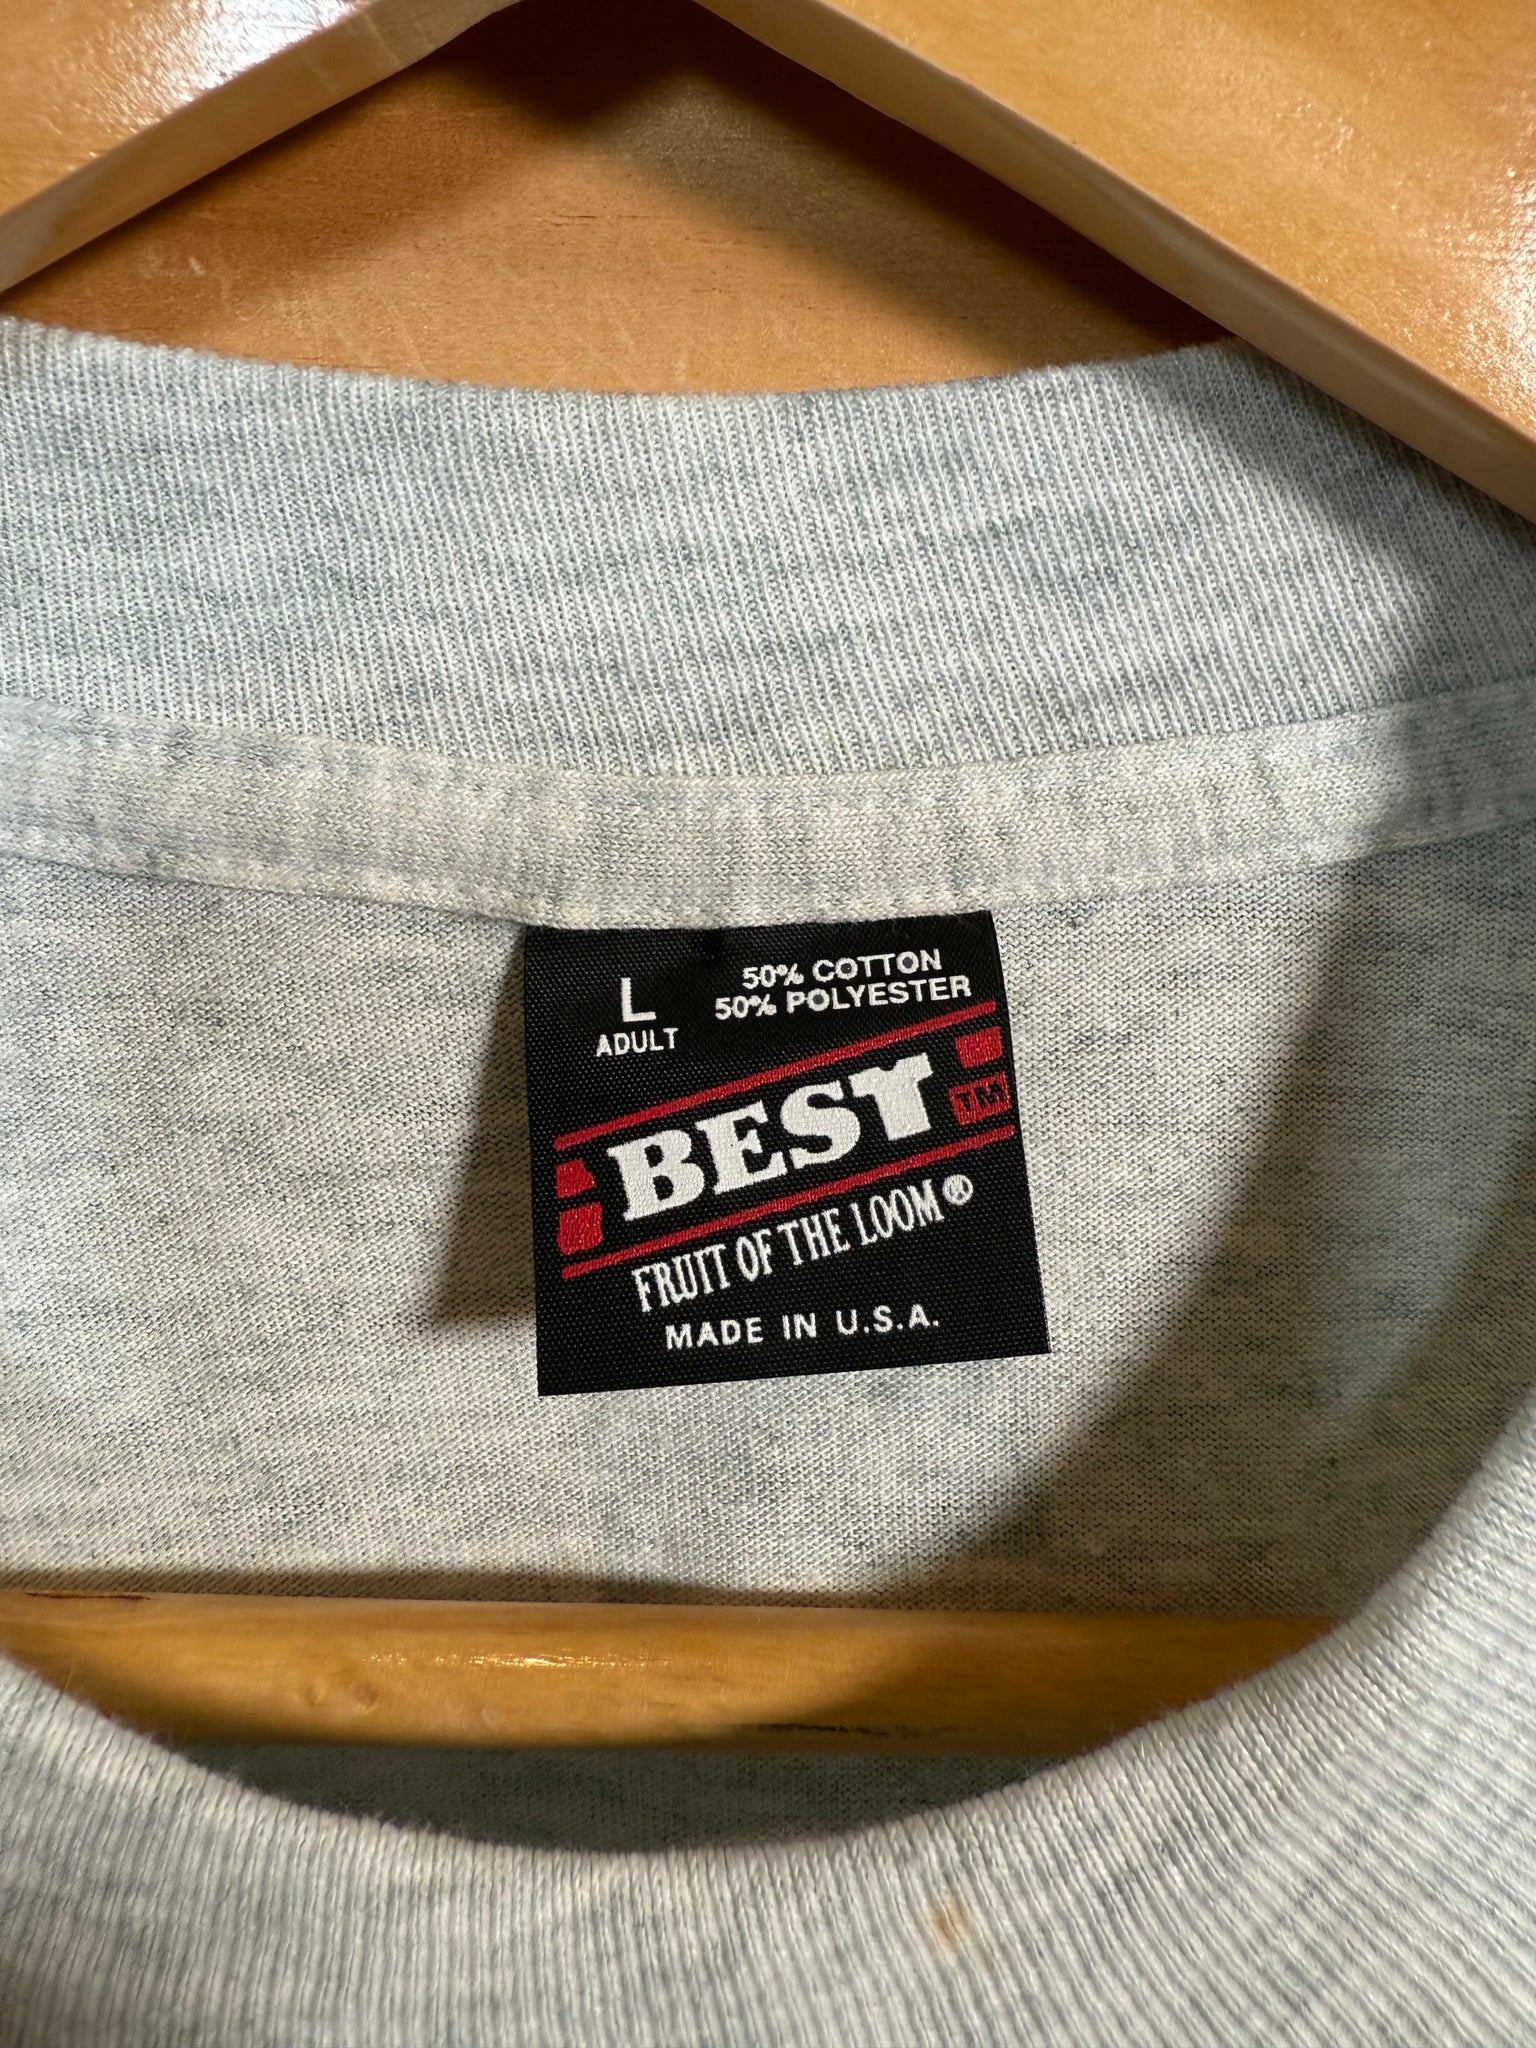 L
ADULT
50% COTTON
50% POLYESTER
BEST
TM
FRUIT OF THE LOOM®
MADE IN U.S.A.